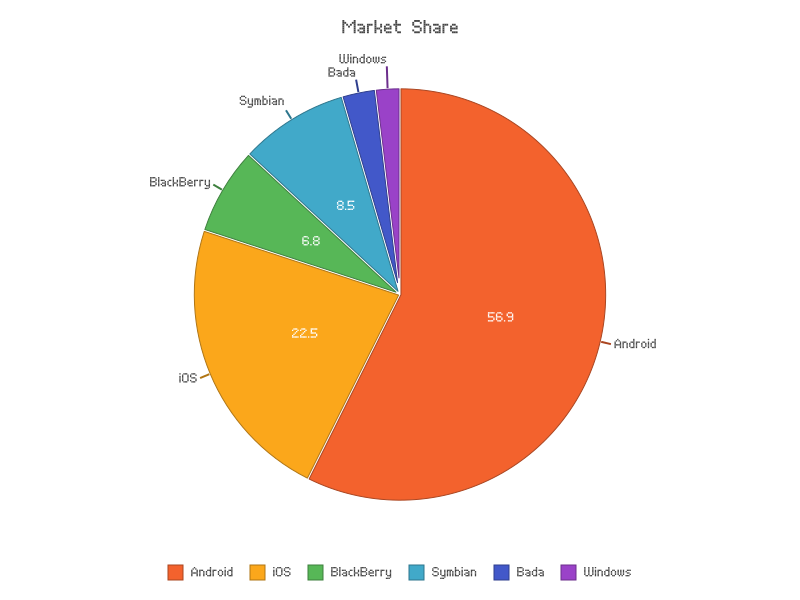 Market Share
Windows
Bada
Symbian
BlackBerry
8.5
6.8
56.9
22.5
Android
iOS
Android iOS BlackBerry Symbian Bada Windows